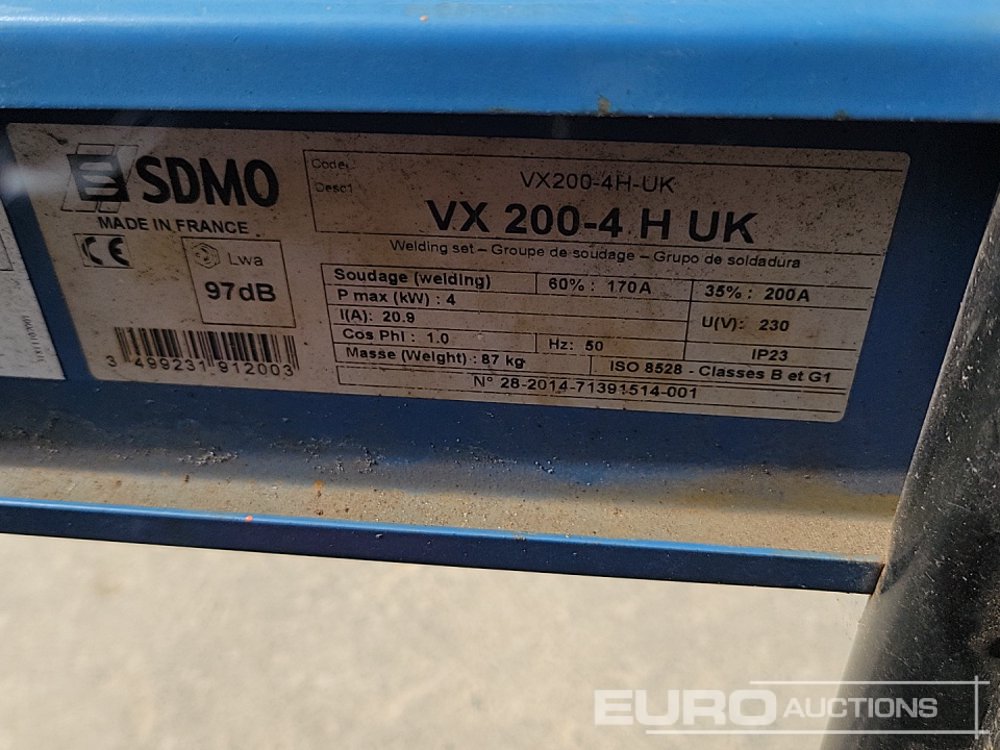 SDMO
MADE IN FRANCE
CE
Lwa
97dB
3 499231 912003
Code:
VX200-4H-UK
Desc1
VX 200-4 H UK
Welding set – Groupe de soudage – Grupo de soldadura
Soudage (welding) 60% : 170A 35% : 200A
P max (kW) : 4
I(A): 20.9 U(V): 230
Cos Phi : 1.0 Hz: 50 IP23
Masse (Weight) : 87 kg ISO 8528 - Classes B et G1
N° 28-2014-71391514-001
EURO AUCTIONS